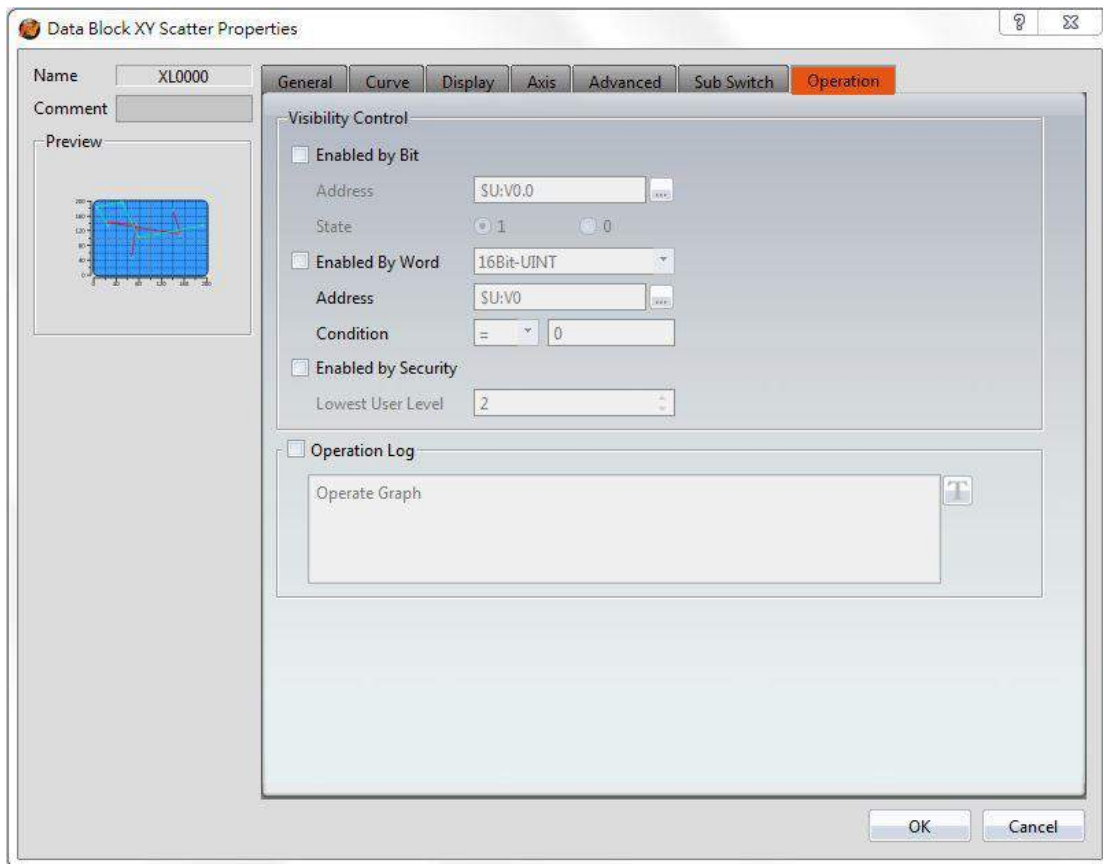 Data Block XY Scatter Properties
Name XL0000
Comment
Preview
General Curve Display Axis Advanced Sub Switch Operation
Visibility Control
Enabled by Bit
Address $U:V0.0 ...
State 1 0
Enabled By Word 16Bit-UINT
Address $U:V0 ...
Condition = 0
Enabled by Security
Lowest User Level 2
Operation Log
Operate Graph
T
OK Cancel